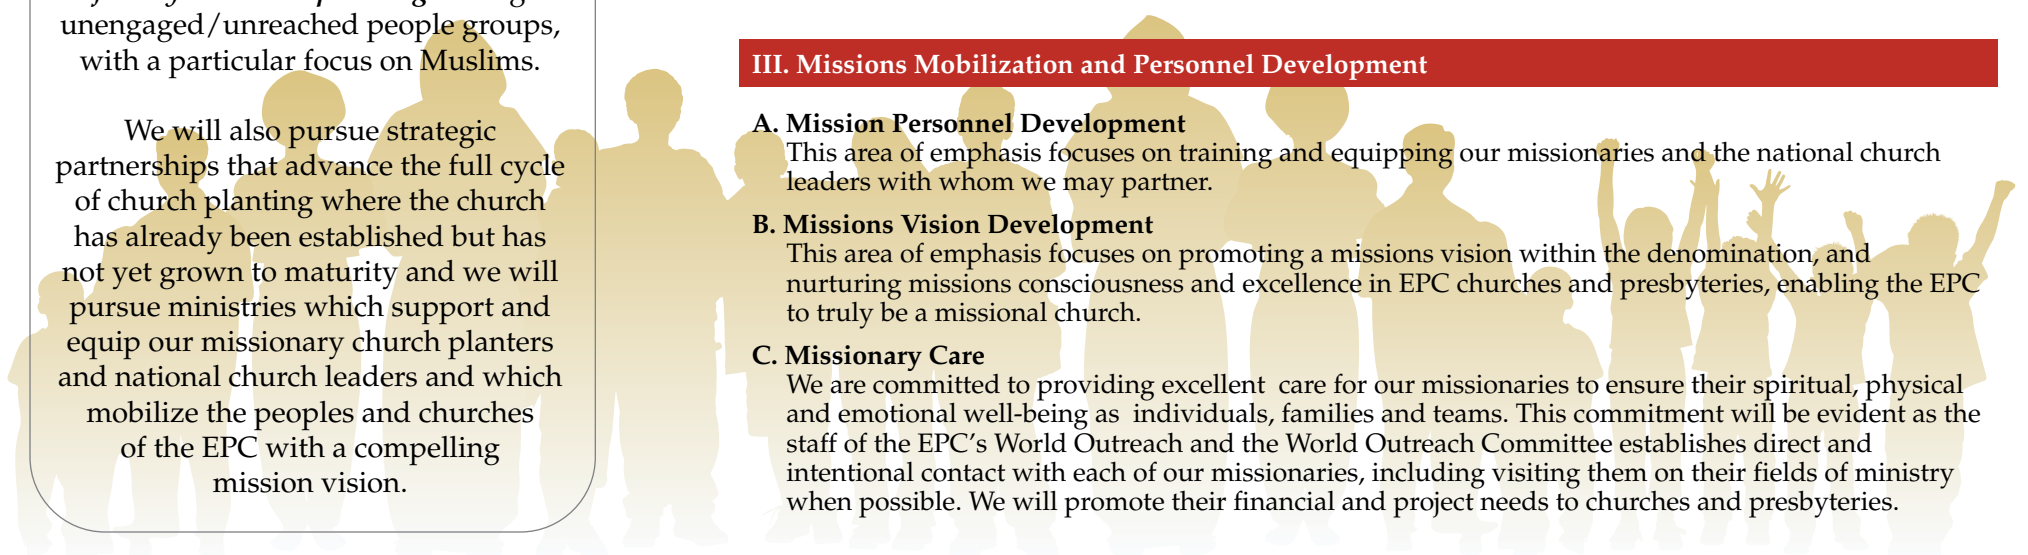 unengaged/unreached people groups,
with a particular focus on Muslims.
We will also pursue strategic
partnerships that advance the full cycle
of church planting where the church
has already been established but has
not yet grown to maturity and we will
pursue ministries which support and
equip our missionary church planters
and national church leaders and which
mobilize the peoples and churches
of the EPC with a compelling
mission vision.
III. Missions Mobilization and Personnel Development
A. Mission Personnel Development
This area of emphasis focuses on training and equipping our missionaries and the national church
leaders with whom we may partner.
B. Missions Vision Development
This area of emphasis focuses on promoting a missions vision within the denomination, and
nurturing missions consciousness and excellence in EPC churches and presbyteries, enabling the EPC
to truly be a missional church.
C. Missionary Care
We are committed to providing excellent  care for our missionaries to ensure their spiritual, physical
and emotional well-being as  individuals, families and teams. This commitment will be evident as the
staff of the EPC’s World Outreach and the World Outreach Committee establishes direct and
intentional contact with each of our missionaries, including visiting them on their fields of ministry
when possible. We will promote their financial and project needs to churches and presbyteries.